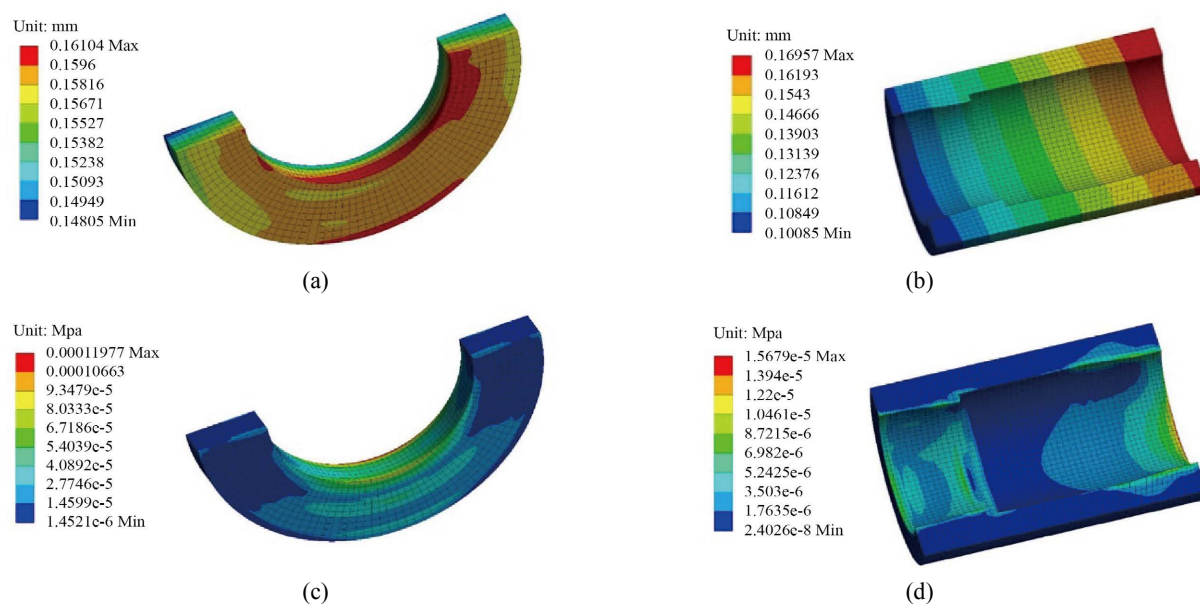 Unit: mm
0.16104 Max
0.1596
0.15816
0.15671
0.15527
0.15382
0.15238
0.15093
0.14949
0.14805 Min
(a)
Unit: mm
0.16957 Max
0.16193
0.1543
0.14666
0.13903
0.13139
0.12376
0.11612
0.10849
0.10085 Min
(b)
Unit: Mpa
0.00011977 Max
0.00010663
9.3479e-5
8.0333e-5
6.7186e-5
5.4039e-5
4.0892e-5
2.7746e-5
1.4599e-5
1.4521e-6 Min
(c)
Unit: Mpa
1.5679e-5 Max
1.394e-5
1.22e-5
1.0461e-5
8.7215e-6
6.982e-6
5.2425e-6
3.503e-6
1.7635e-6
2.4026e-8 Min
(d)